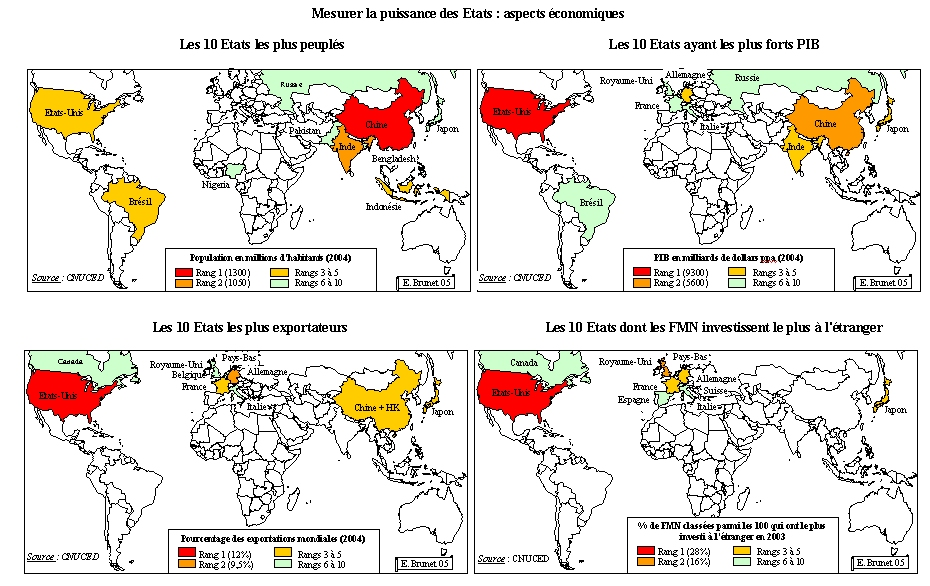 Mesurer la puissance des Etats : aspects économiques
Les 10 Etats les plus peuplés
Russie
Etats-Unis
Chine
Pakistan
Japon
Inde
Bengladesh
Nigeria
Brésil
Indonésie
Population en millions d'habitants (2004)
Rang 1 (1300)
Rangs 3 à 5
Rang 2 (1050)
Rangs 6 à 10
Source : CNUCED
E. Brunet 05
Les 10 Etats ayant les plus forts PIB
Allemagne
Royaume-Uni
Russie
Etats-Unis
France
Chine
Italie
Japon
Inde
Brésil
PIB en milliards de dollars ppa (2004)
Rang 1 (9300)
Rangs 3 à 5
Rang 2 (5600)
Rangs 6 à 10
Source : CNUCED
E. Brunet 05
Les 10 Etats les plus exportateurs
Pays-Bas
Canada
Royaume-Uni
Belgique
Allemagne
France
Etats-Unis
Italie
Chine + HK
Japon
Pourcentage des exportations mondiales (2004)
Rang 1 (12%)
Rangs 3 à 5
Rang 2 (9,5%)
Rangs 6 à 10
Source : CNUCED
E. Brunet 05
Les 10 Etats dont les FMN investissent le plus à l'étranger
Pays-Bas
Canada
Royaume-Uni
Allemagne
France
Suisse
Etats-Unis
Espagne
Italie
Japon
% de FMN classées parmi les 100 qui ont le plus
investi à l'étranger en 2003
Rang 1 (28%)
Rangs 3 à 5
Rang 2 (16%)
Rangs 6 à 10
Source : CNUCED
E. Brunet 05